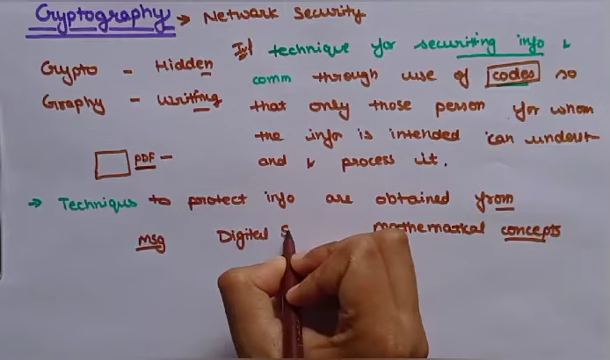 Cryptography → Network Security
Crypto - Hidden
Graphy - writing
It' technique for securiting info &
comm through use of codes so
that only those person for whom
the info is intended can undest
and & process it.
PDF -
→ Techniques to protect info are obtained from
mathematical concepts
msg Digital S